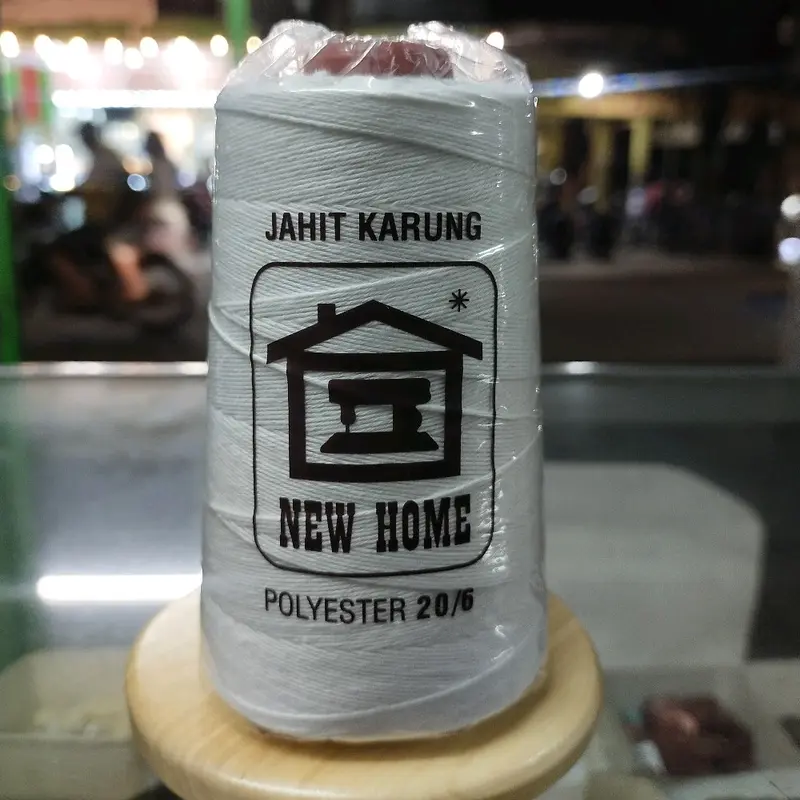 JAHIT KARUNG
NEW HOME
POLYESTER 20/6